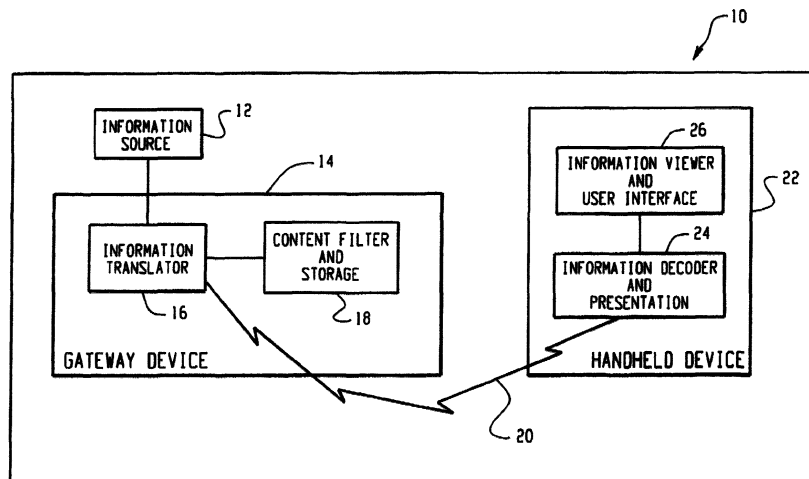 10
INFORMATION
SOURCE
12
14
INFORMATION
TRANSLATOR
16
CONTENT FILTER
AND
STORAGE
18
GATEWAY DEVICE
20
26
INFORMATION VIEWER
AND
USER INTERFACE
22
24
INFORMATION DECODER
AND
PRESENTATION
HANDHELD DEVICE